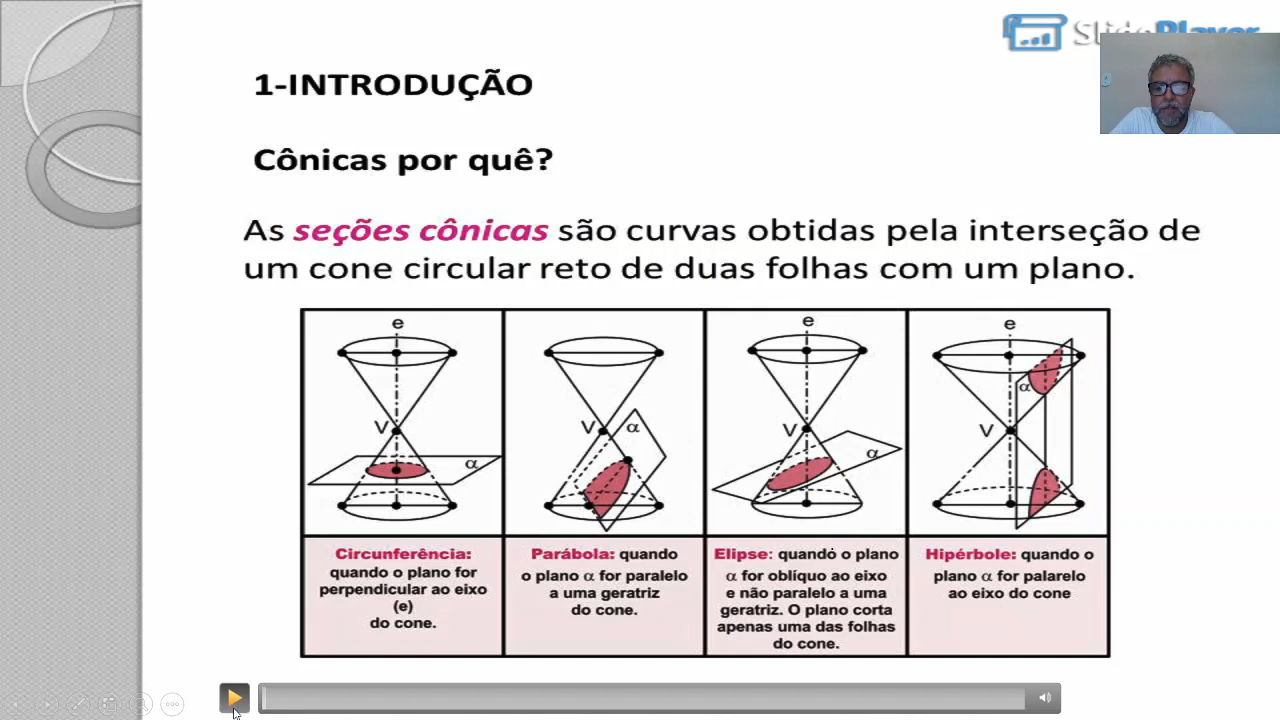 SlidePlayer
1-INTRODUÇÃO
Cônicas por quê?
As seções cônicas são curvas obtidas pela interseção de
um cone circular reto de duas folhas com um plano.
e
V
α
V
α
e
V
α
e
α
V
Circunferência:
quando o plano for
perpendicular ao eixo
(e)
do cone.
Parábola: quando
o plano α for paralelo
a uma geratriz
do cone.
Elipse: quando o plano
α for oblíquo ao eixo
e não paralelo a uma
geratriz. O plano corta
apenas uma das folhas
do cone.
Hipérbole: quando o
plano α for palarelo
ao eixo do cone